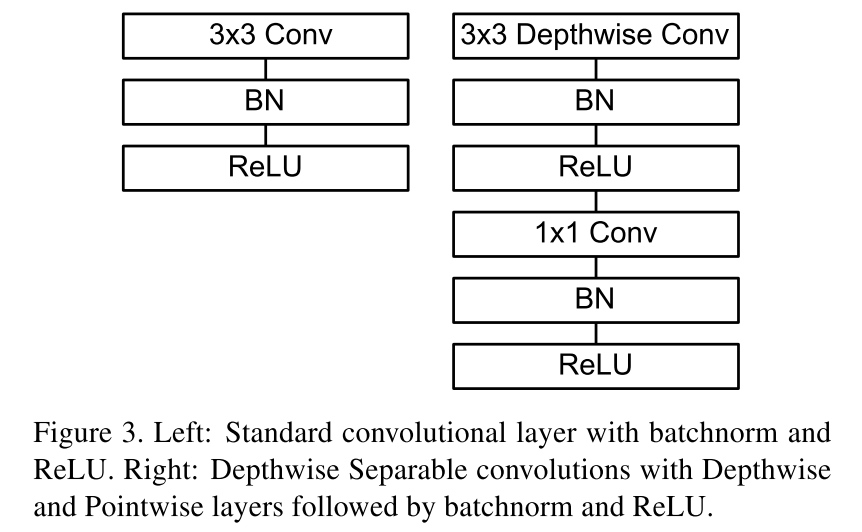 3x3 Conv
BN
ReLU
3x3 Depthwise Conv
BN
ReLU
1x1 Conv
BN
ReLU
Figure 3. Left: Standard convolutional layer with batchnorm and
ReLU. Right: Depthwise Separable convolutions with Depthwise
and Pointwise layers followed by batchnorm and ReLU.